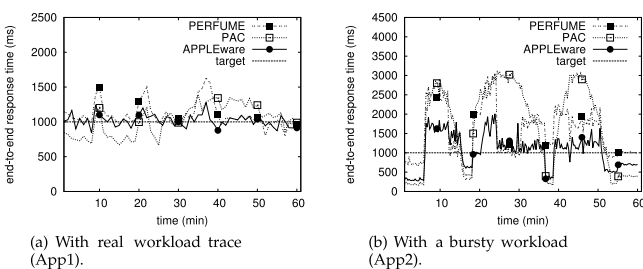 end-to-end response time (ms)
2500
2000
1500
1000
500
0
PERFUME
PAC
APPLEware
target
10 20 30 40 50 60
time (min)
(a) With real workload trace
(App1).
end-to-end response time (ms)
4500
4000
3500
3000
2500
2000
1500
1000
500
0
PERFUME
PAC
APPLEware
target
10 20 30 40 50 60
time (min)
(b) With a bursty workload
(App2).